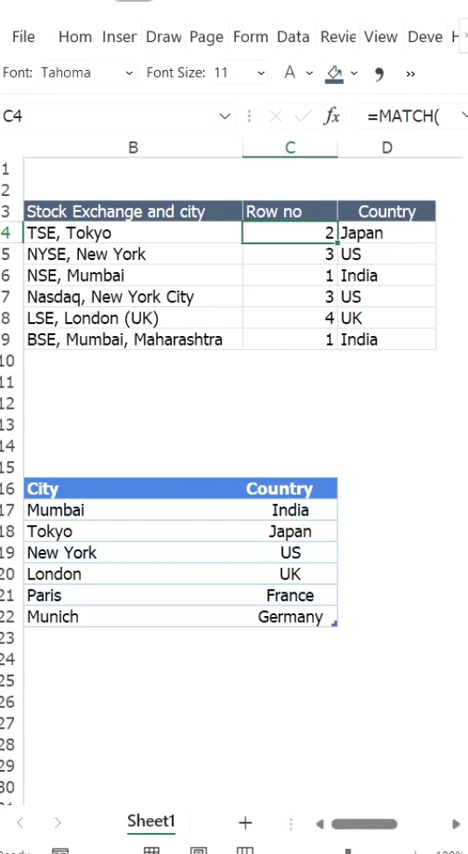 File Hom Inser Draw Page Form Data Revie View Deve H
Font: Tahoma Font Size: 11 A »
C4 fx =MATCH(
B C D
1
2
3 Stock Exchange and city Row no Country
4 TSE, Tokyo 2 Japan
5 NYSE, New York 3 US
6 NSE, Mumbai 1 India
7 Nasdaq, New York City 3 US
8 LSE, London (UK) 4 UK
9 BSE, Mumbai, Maharashtra 1 India
10
11
12
13
14
15
16 City Country
17 Mumbai India
18 Tokyo Japan
19 New York US
20 London UK
21 Paris France
22 Munich Germany
23
24
25
26
27
28
29
30
Sheet1 +